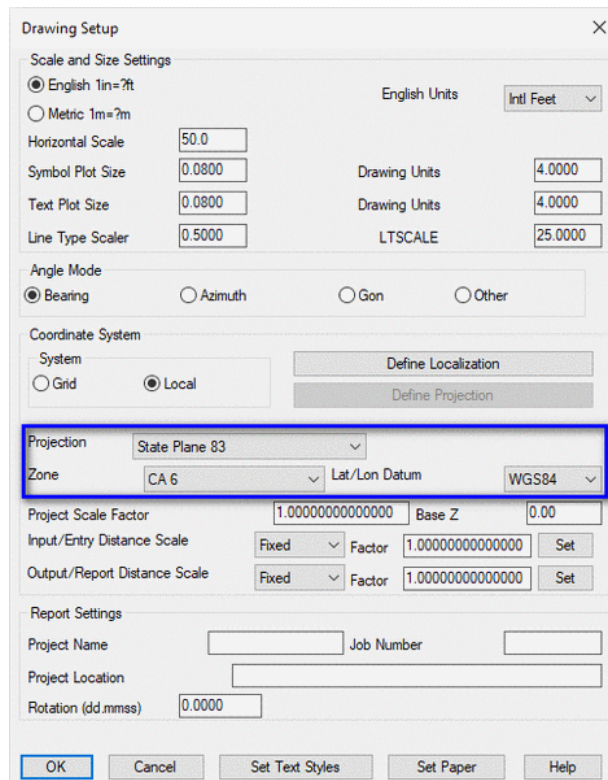 Drawing Setup
Scale and Size Settings
English 1in=?ft
English Units Intl Feet
Metric 1m=?m
Horizontal Scale 50.0
Symbol Plot Size 0.0800 Drawing Units 4.0000
Text Plot Size 0.0800 Drawing Units 4.0000
Line Type Scaler 0.5000 LTSCALE 25.0000
Angle Mode
Bearing Azimuth Gon Other
Coordinate System
System
Define Localization
Grid Local
Define Projection
Projection State Plane 83
Zone CA 6 Lat/Lon Datum WGS84
Project Scale Factor 1.00000000000000 Base Z 0.00
Input/Entry Distance Scale Fixed Factor 1.00000000000000 Set
Output/Report Distance Scale Fixed Factor 1.00000000000000 Set
Report Settings
Project Name Job Number
Project Location
Rotation (dd.mmss) 0.0000
OK Cancel Set Text Styles Set Paper Help